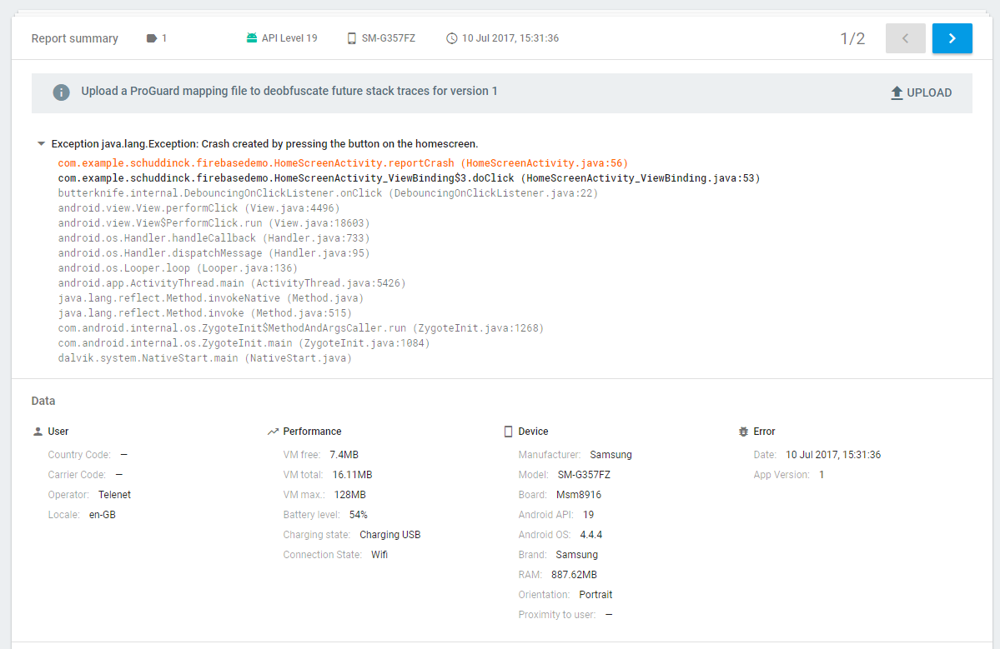 Report summary 1 API Level 19 SM-G357FZ 10 Jul 2017, 15:31:36 1/2
Upload a ProGuard mapping file to deobfuscate future stack traces for version 1 UPLOAD
Exception java.lang.Exception: Crash created by pressing the button on the homescreen.
com.example.schuddinck.firebasedemo.HomeScreenActivity.reportCrash (HomeScreenActivity.java:56)
com.example.schuddinck.firebasedemo.HomeScreenActivity_ViewBinding$3.doClick (HomeScreenActivity_ViewBinding.java:53)
butterknife.internal.DebouncingOnClickListener.onClick (DebouncingOnClickListener.java:22)
android.view.View.performClick (View.java:4496)
android.view.View$PerformClick.run (View.java:18603)
android.os.Handler.handleCallback (Handler.java:733)
android.os.Handler.dispatchMessage (Handler.java:95)
android.os.Looper.loop (Looper.java:136)
android.app.ActivityThread.main (ActivityThread.java:5426)
java.lang.reflect.Method.invokeNative (Method.java)
java.lang.reflect.Method.invoke (Method.java:515)
com.android.internal.os.ZygoteInit$MethodAndArgsCaller.run (ZygoteInit.java:1268)
com.android.internal.os.ZygoteInit.main (ZygoteInit.java:1084)
dalvik.system.NativeStart.main (NativeStart.java)
Data
User
Country Code: –
Carrier Code: –
Operator: Telenet
Locale: en-GB
Performance
VM free: 7.4MB
VM total: 16.11MB
VM max.: 128MB
Battery level: 54%
Charging state: Charging USB
Connection State: Wifi
Device
Manufacturer: Samsung
Model: SM-G357FZ
Board: Msm8916
Android API: 19
Android OS: 4.4.4
Brand: Samsung
RAM: 887.62MB
Orientation: Portrait
Proximity to user: –
Error
Date: 10 Jul 2017, 15:31:36
App Version: 1